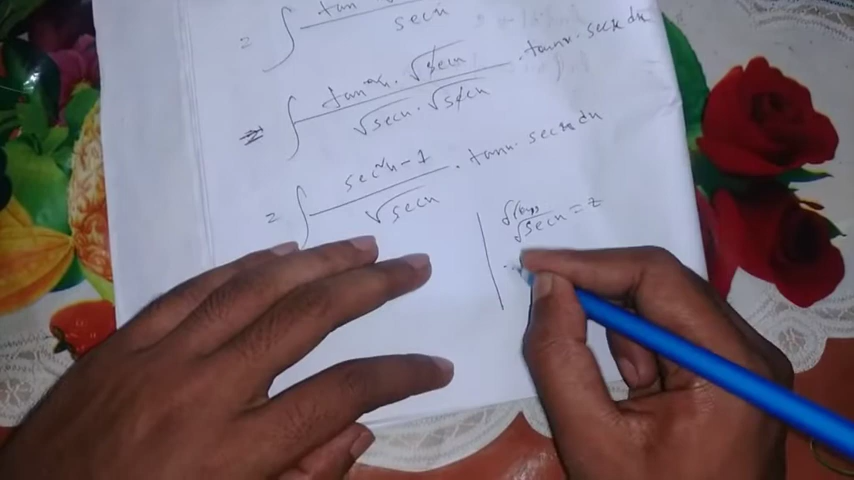 = ∫ tan / secx
= ∫ tan²x · √secx / √secx · √secx · tanx · secx dx
= ∫ sec²x - 1 / √secx · tanx · secx dx
√secx = z